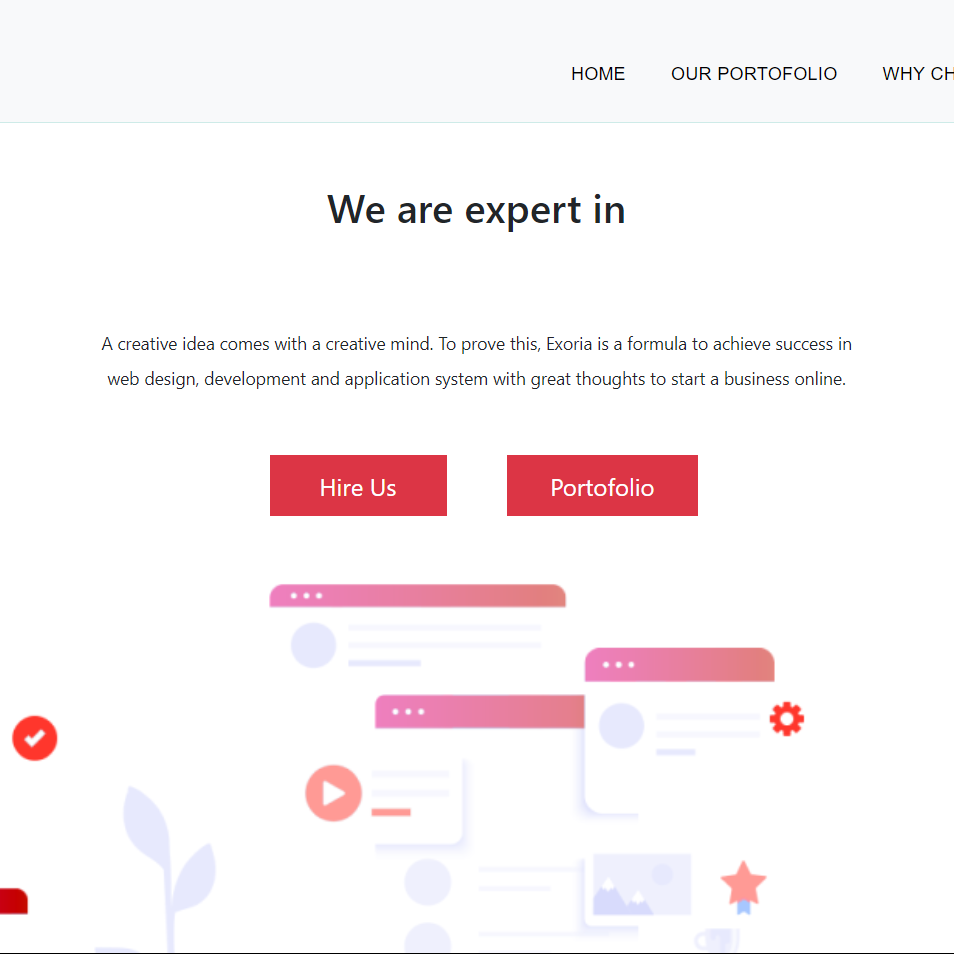 HOME OUR PORTOFOLIO WHY CH
We are expert in
A creative idea comes with a creative mind. To prove this, Exoria is a formula to achieve success in
web design, development and application system with great thoughts to start a business online.
Hire Us Portofolio